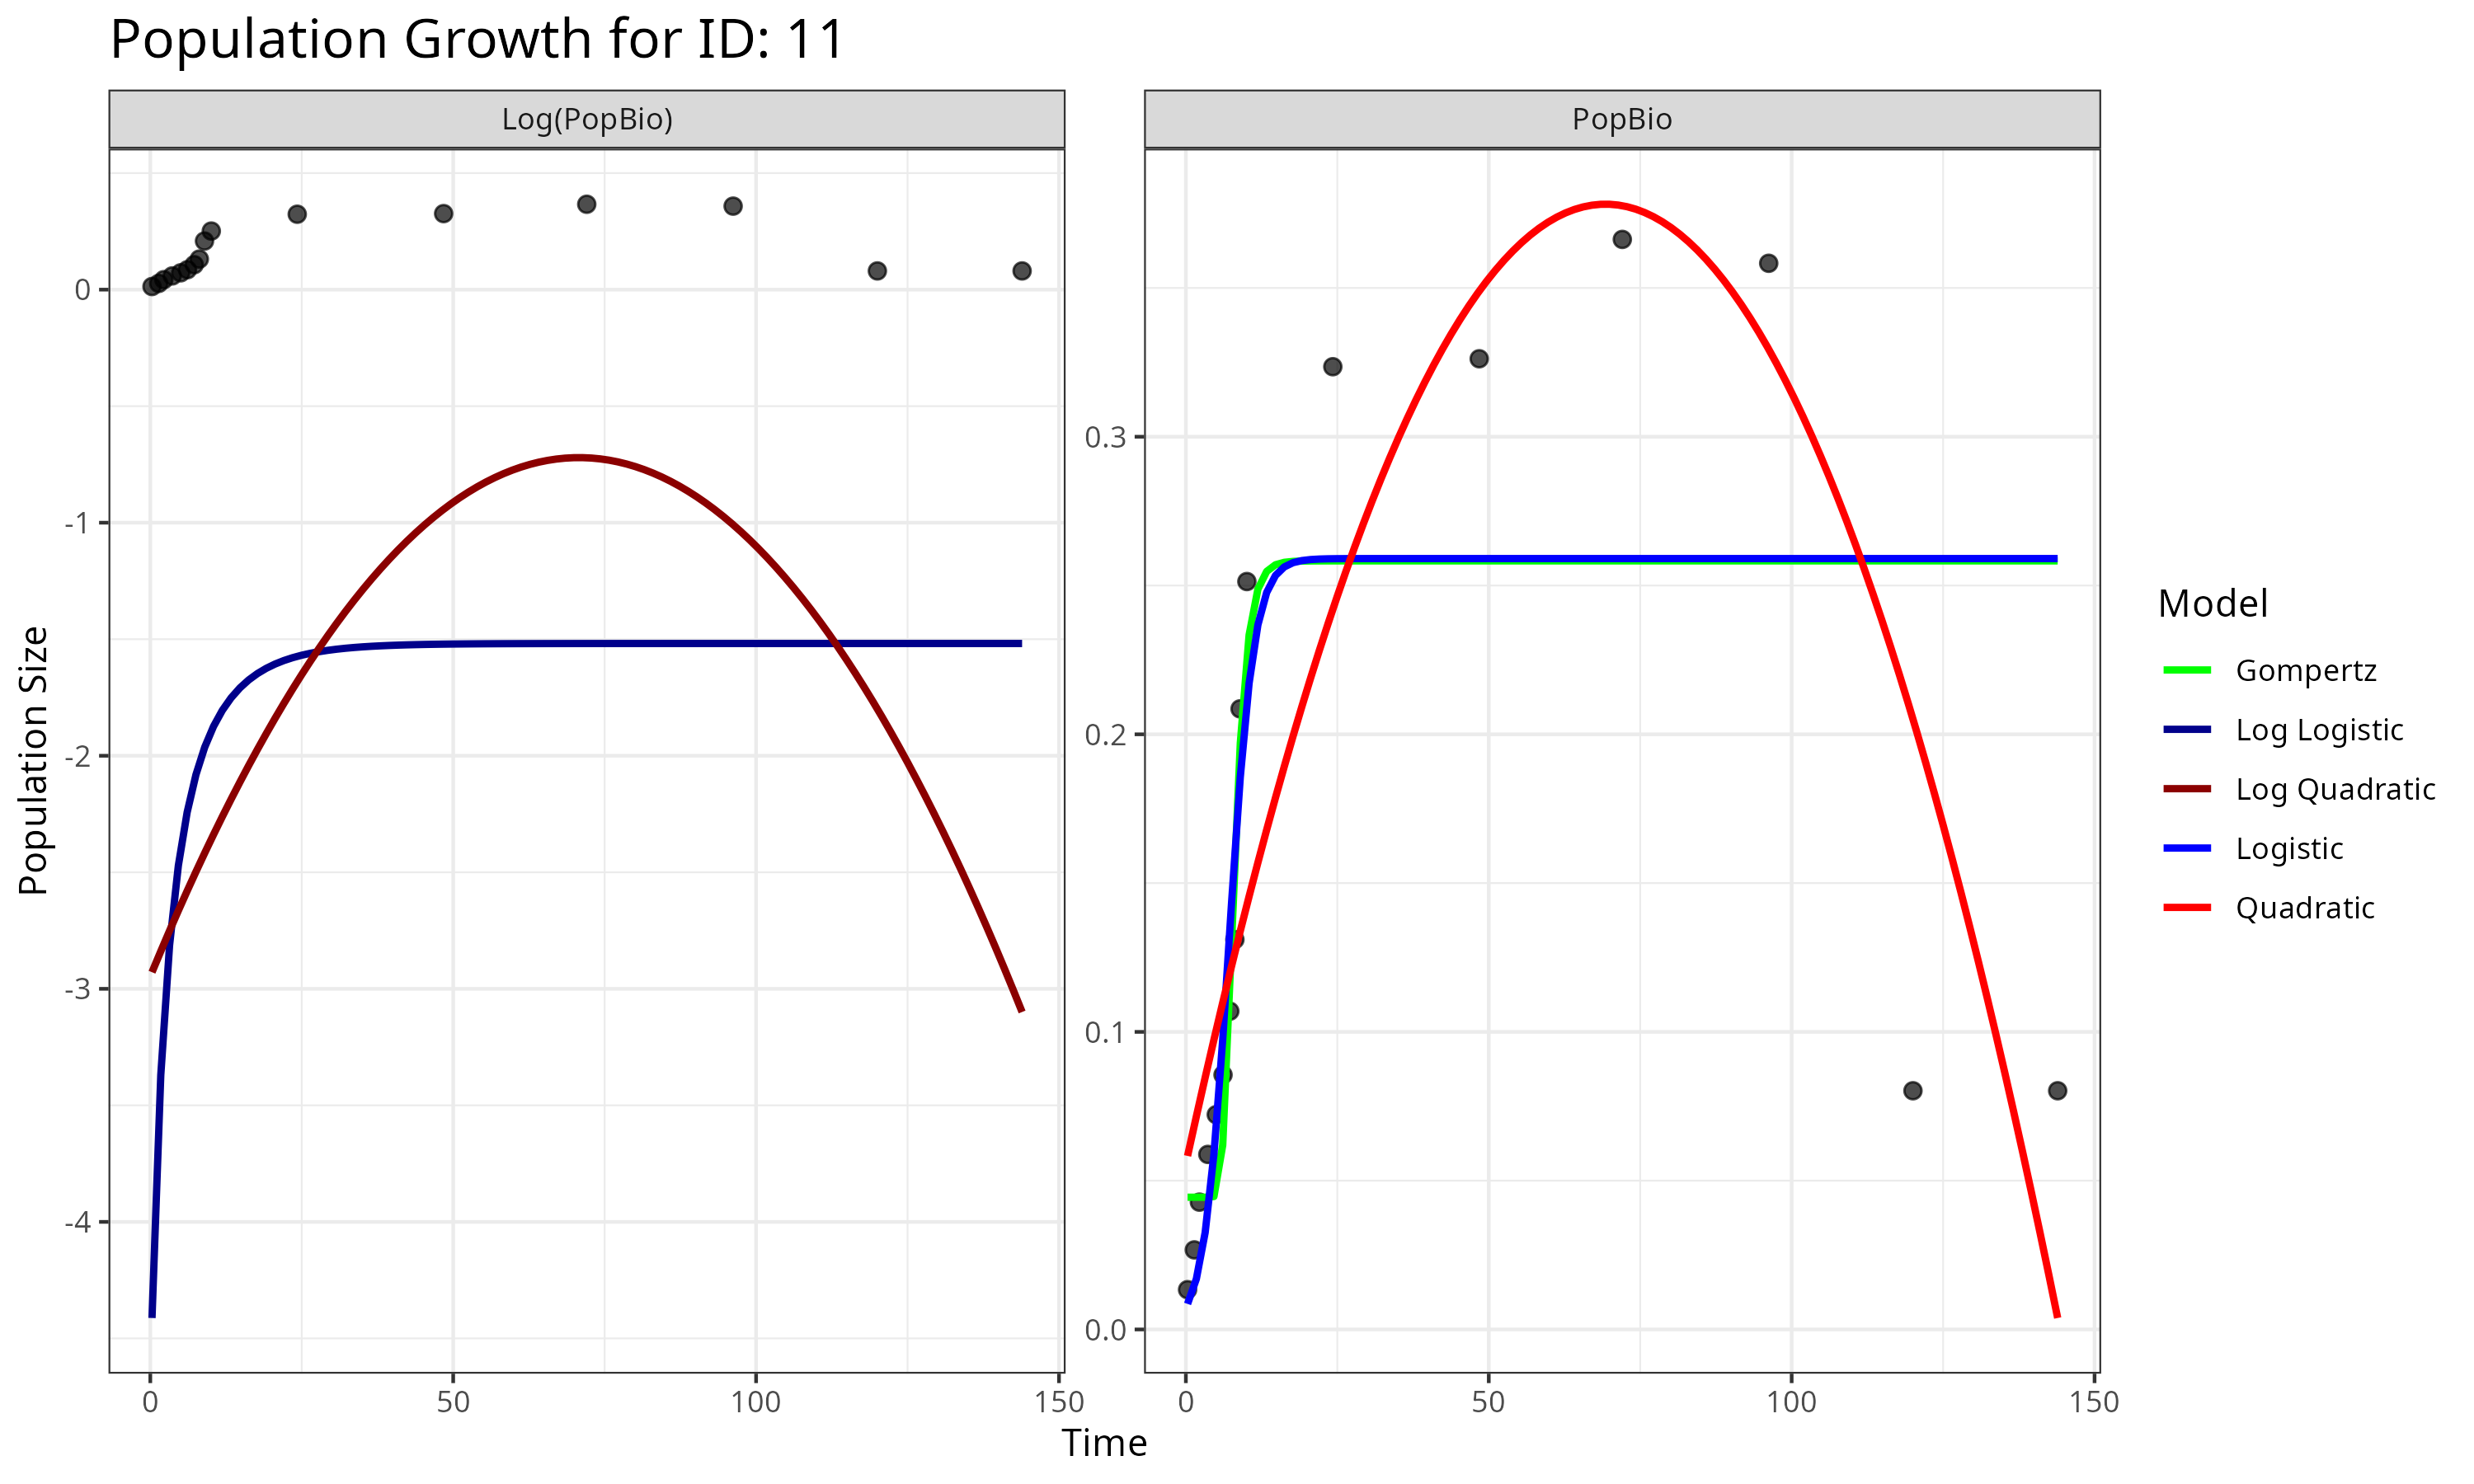 Population Growth for ID: 11
Log(PopBio)
PopBio
Population Size
0
-1
-2
-3
-4
0.3
0.2
0.1
0.0
0
50
100
150
0
50
100
150
Time
Model
Gompertz
Log Logistic
Log Quadratic
Logistic
Quadratic